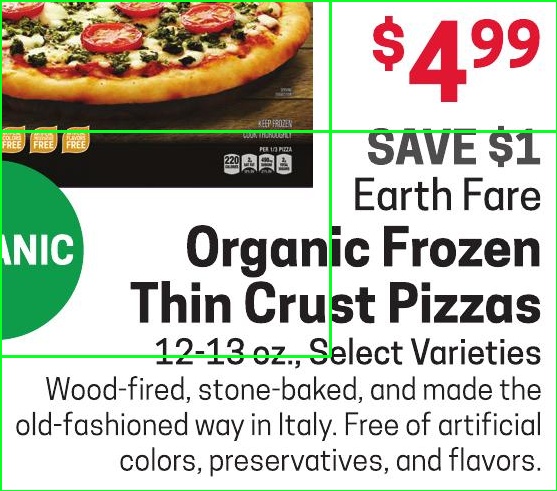 $4.99
KEEP FROZEN
COOK THOROUGHLY
PER 1/3 PIZZA
220
FREE FREE FREE
SAVE $1
Earth Fare
ANIC
Organic Frozen
Thin Crust Pizzas
12-13 oz., Select Varieties
Wood-fired, stone-baked, and made the
old-fashioned way in Italy. Free of artificial
colors, preservatives, and flavors.